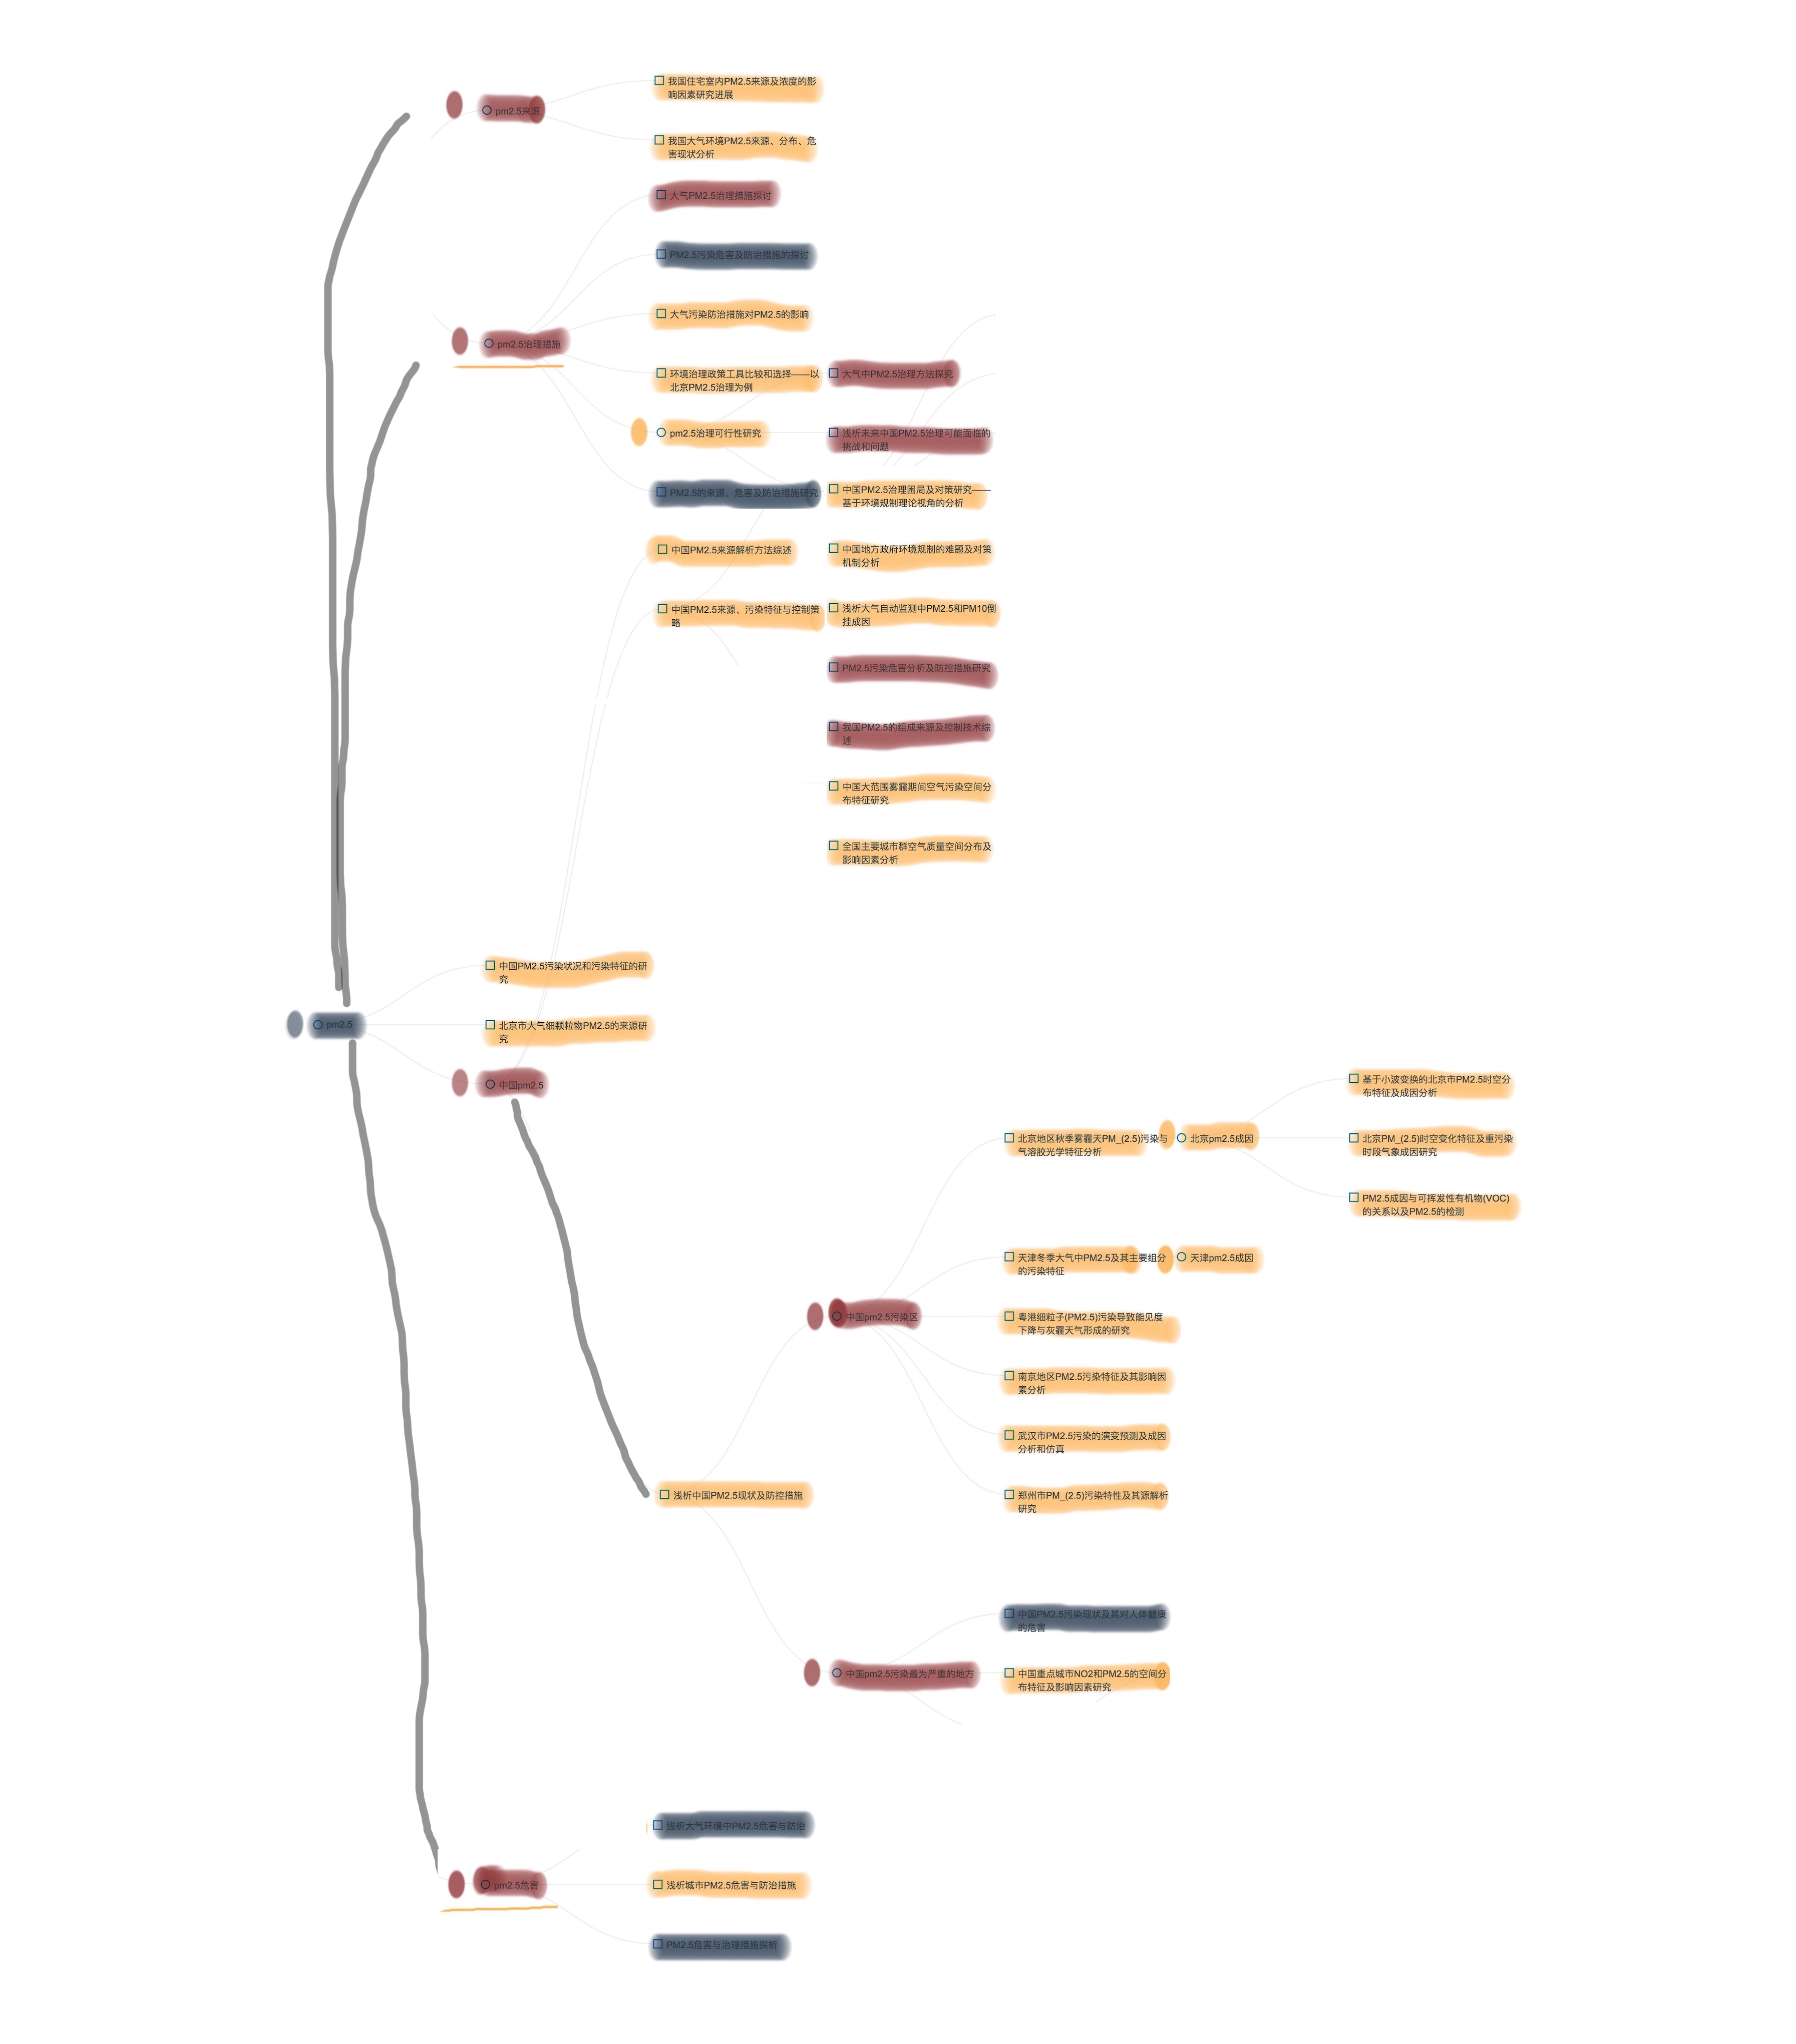 我国住宅室内PM2.5来源及浓度的影
响因素研究进展
pm2.5来源
我国大气环境PM2.5来源、分布、危
害现状分析
大气PM2.5治理措施探讨
PM2.5污染危害及防治措施的探讨
大气污染防治措施对PM2.5的影响
pm2.5治理措施
环境治理政策工具比较和选择——以
北京PM2.5治理为例
大气中PM2.5治理方法探究
pm2.5治理可行性研究
浅析未来中国PM2.5治理可能面临的
挑战和问题
PM2.5的来源、危害及防治措施研究
中国PM2.5治理困局及对策研究——
基于环境规制理论视角的分析
中国PM2.5来源解析方法综述
中国地方政府环境规制的难题及对策
机制分析
中国PM2.5来源、污染特征与控制策
略
浅析大气自动监测中PM2.5和PM10倒
挂成因
PM2.5污染危害分析及防控措施研究
我国PM2.5的组成来源及控制技术综
述
中国大范围雾霾期间空气污染空间分
布特征研究
全国主要城市群空气质量空间分布及
影响因素分析
中国PM2.5污染状况和污染特征的研
究
pm2.5
北京市大气细颗粒物PM2.5的来源研
究
中国pm2.5
基于小波变换的北京市PM2.5时空分
布特征及成因分析
北京地区秋季雾霾天PM_(2.5)污染与
气溶胶光学特征分析
北京pm2.5成因
北京PM_(2.5)时空变化特征及重污染
时段气象成因研究
PM2.5成因与可挥发性有机物(VOC)
的关系以及PM2.5的检测
天津冬季大气中PM2.5及其主要组分
的污染特征
天津pm2.5成因
中国pm2.5污染区
粤港细粒子(PM2.5)污染导致能见度
下降与灰霾天气形成的研究
南京地区PM2.5污染特征及其影响因
素分析
武汉市PM2.5污染的演变预测及成因
分析和仿真
浅析中国PM2.5现状及防控措施
郑州市PM_(2.5)污染特性及其源解析
研究
中国PM2.5污染现状及其对人体健康
的危害
中国pm2.5污染最为严重的地方
中国重点城市NO2和PM2.5的空间分
布特征及影响因素研究
浅析大气环境中PM2.5危害与防治
pm2.5危害
浅析城市PM2.5危害与防治措施
PM2.5危害与治理措施探析